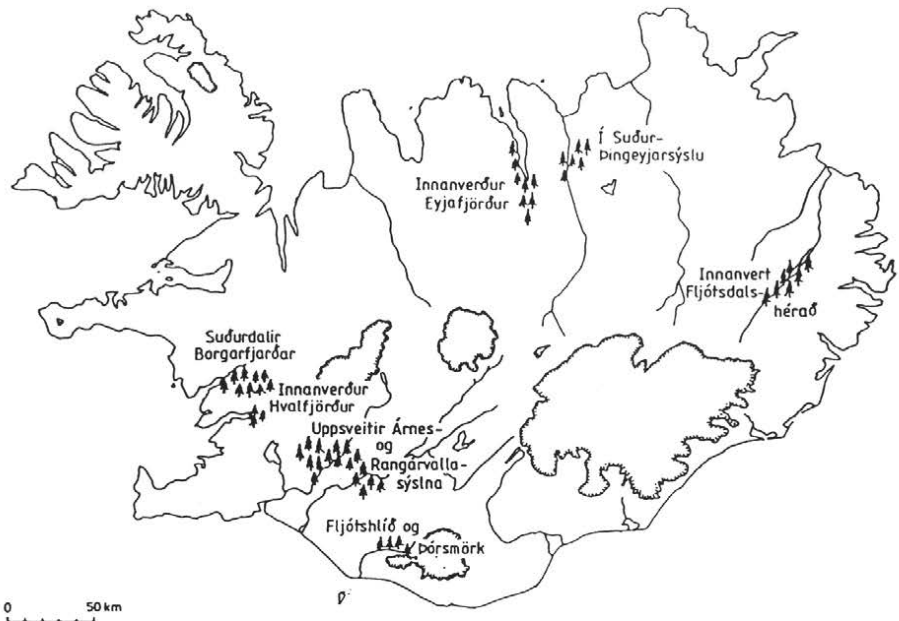 Í Suður-
Þingeyjarsýslu
Innanverður
Eyjafjörður
Innanvert
Fljótsdals-
hérað
Suðurdalir
Borgarfjarðar
Innanverður
Hvalfjörður
Uppsveitir Árnes-
og
Rangárvalla-
sýslna
Fljótshlíð og
Þórsmörk
0 50 km